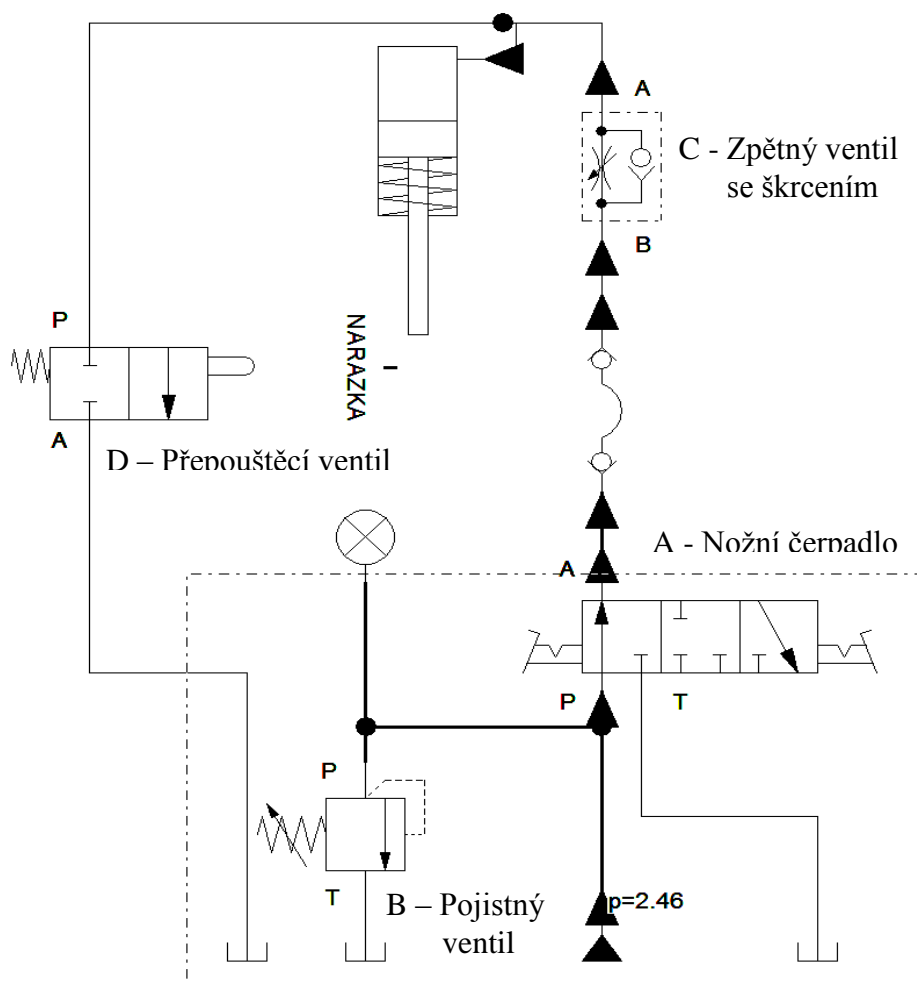 A
C - Zpětný ventil
se škrcením
B
NARAZKA
P
A
D – Přepouštěcí ventil
A - Nožní čerpadlo
A
P
T
P
T
B – Pojistný
ventil
p=2.46